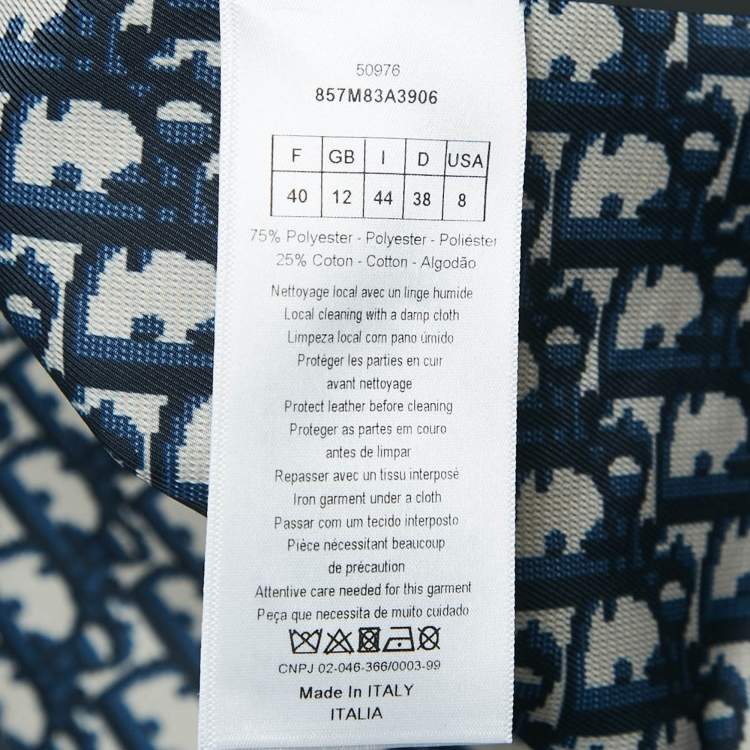 50976
857M83A3906
F GB I D USA
40 12 44 38 8
75% Polyester - Polyester - Poliéster
25% Coton - Cotton - Algodão
Nettoyage local avec un linge humide
Local cleaning with a damp cloth
Limpeza local com pano úmido
Protéger les parties en cuir
avant nettoyage
Protect leather before cleaning
Proteger as partes em couro
antes de limpar
Repasser avec un tissu interposé
Iron garment under a cloth
Passar com um tecido interposto
Pièce nécessitant beaucoup
de précaution
Attentive care needed for this garment
Peça que necessita de muito cuidado
CNPJ 02-046-366/0003-99
Made In ITALY
ITALIA